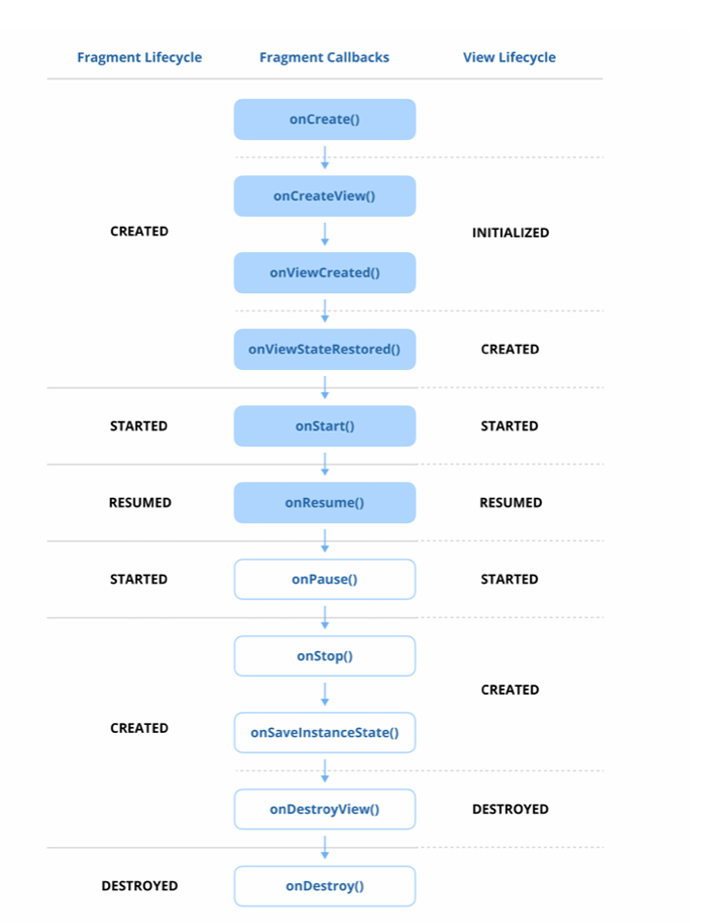 Fragment Lifecycle Fragment Callbacks View Lifecycle
onCreate()
onCreateView()
CREATED INITIALIZED
onViewCreated()
onViewStateRestored() CREATED
STARTED onStart() STARTED
RESUMED onResume() RESUMED
STARTED onPause() STARTED
onStop()
CREATED
CREATED onSaveInstanceState()
onDestroyView() DESTROYED
DESTROYED onDestroy()